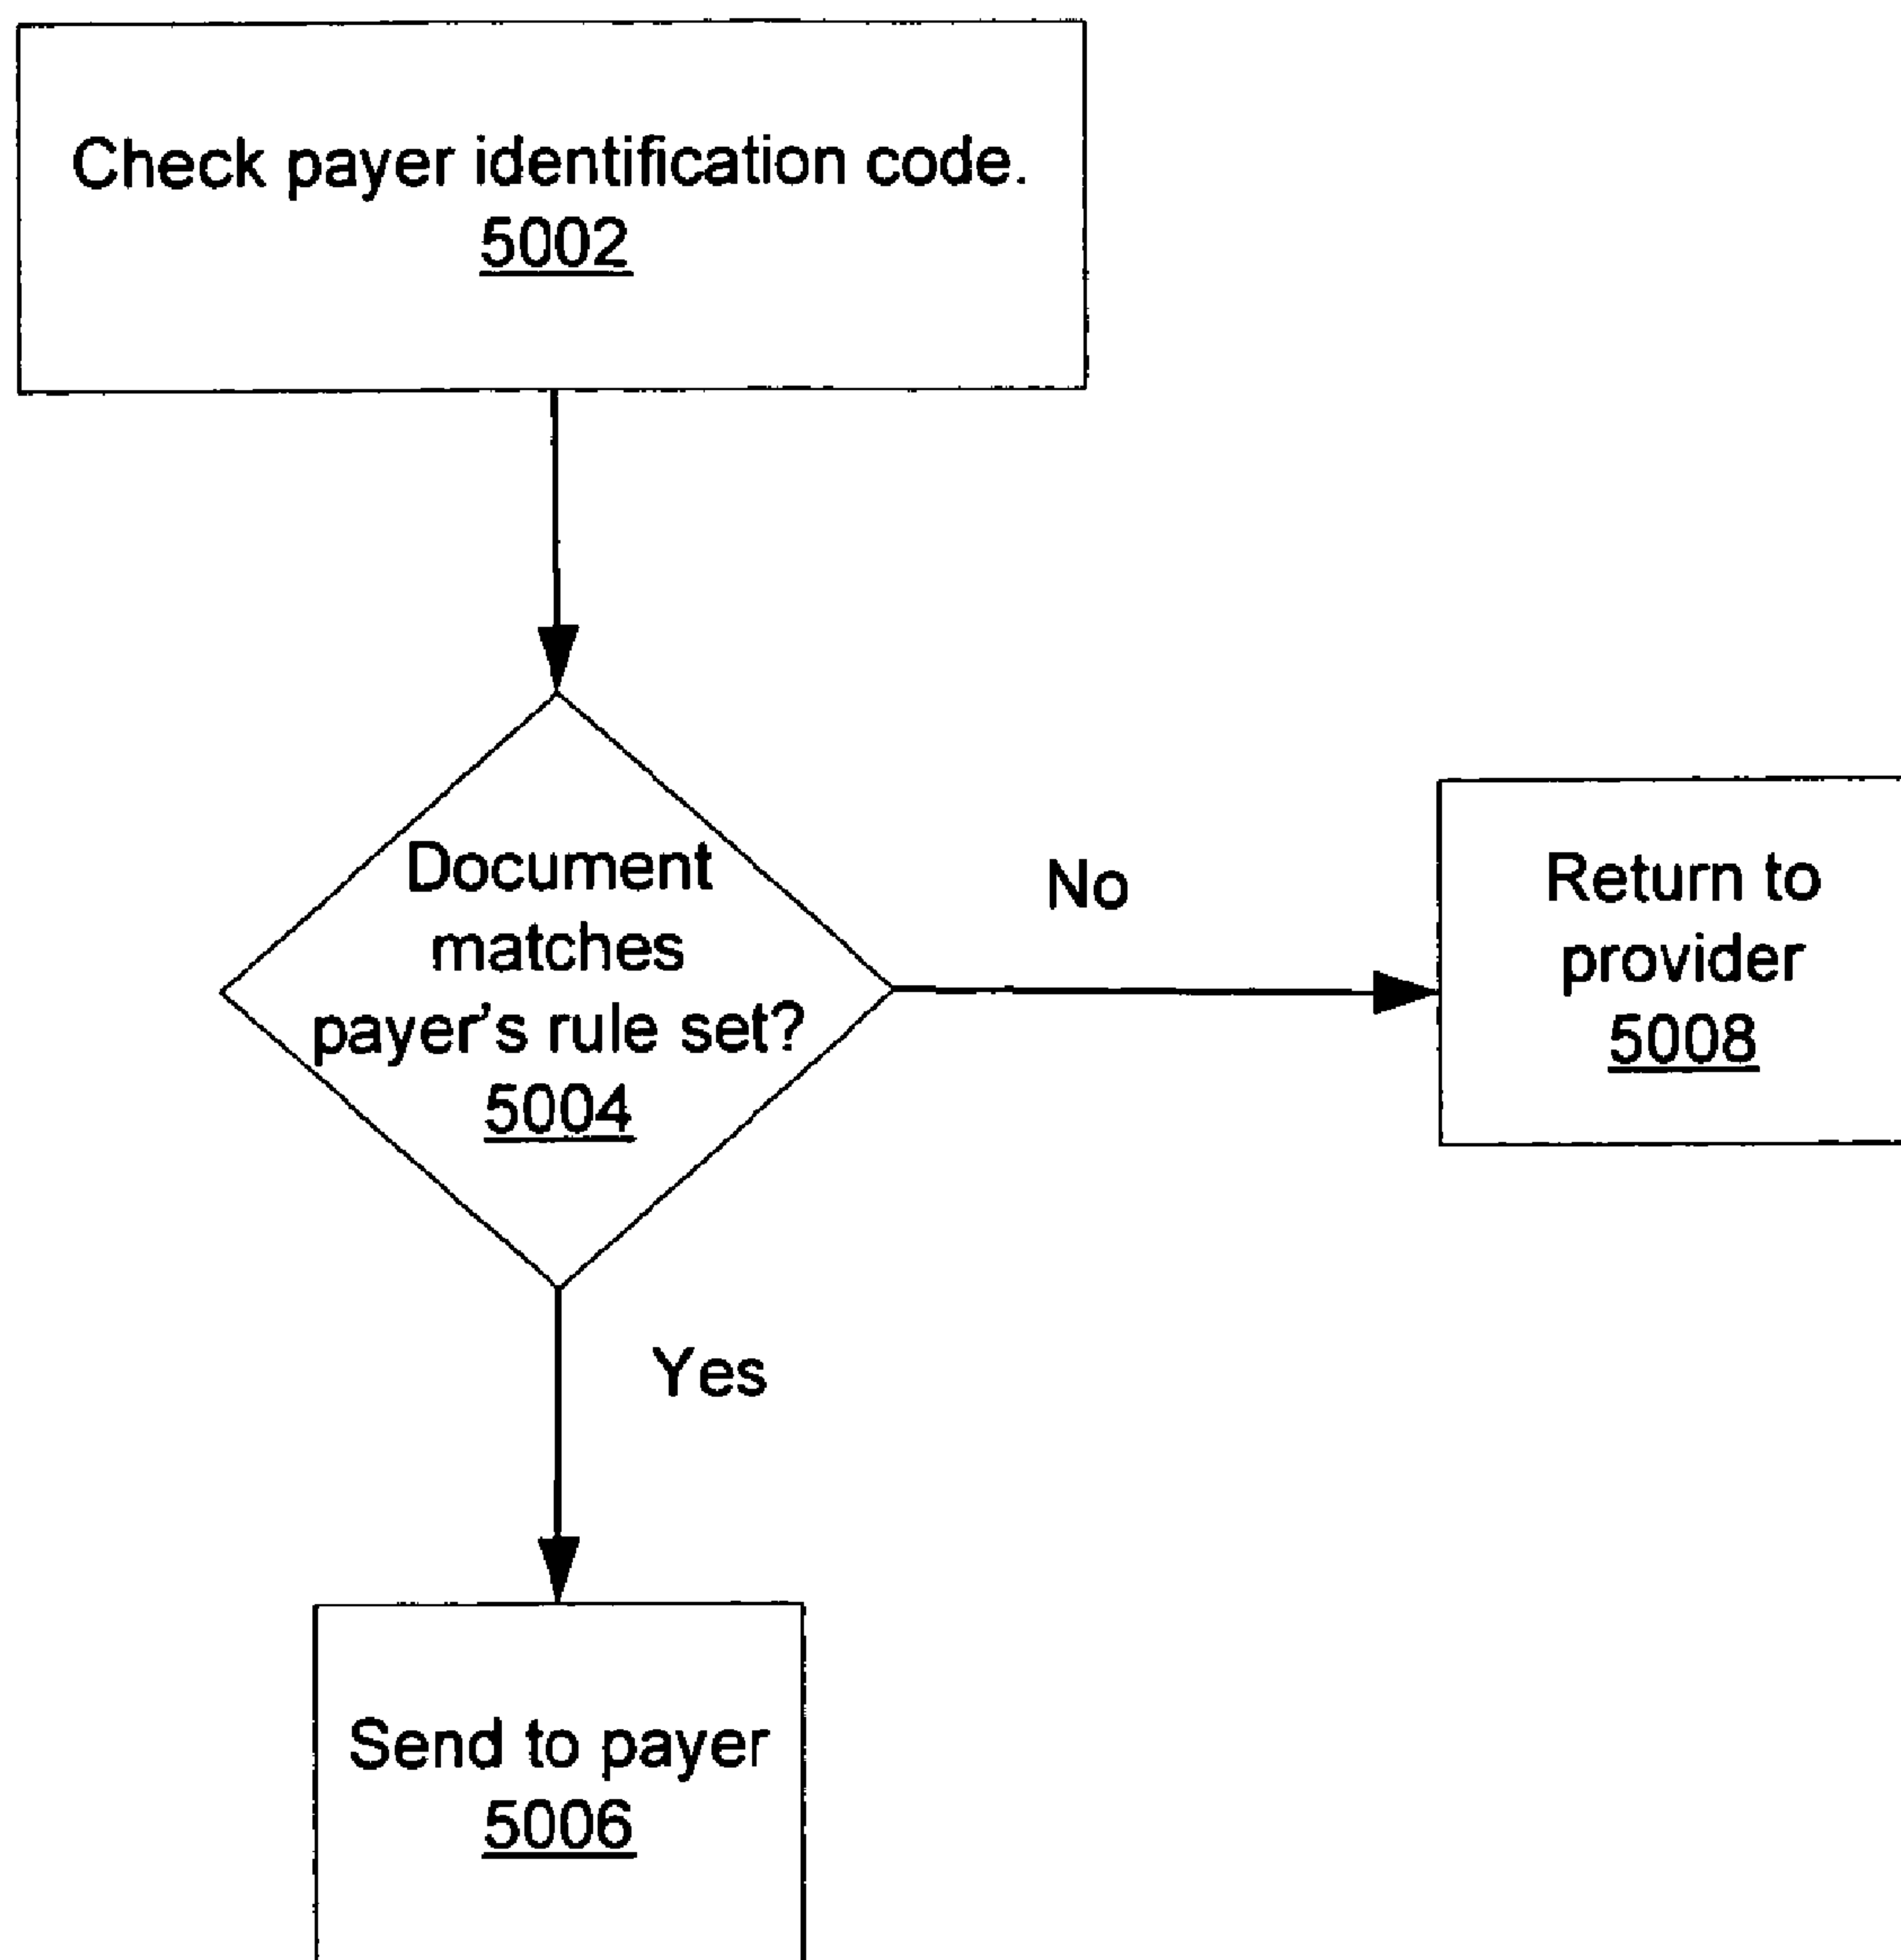 Check payer identification code.
5002
Document
matches
payer's rule set?
5004
No
Return to
provider
5008
Yes
Send to payer
5006